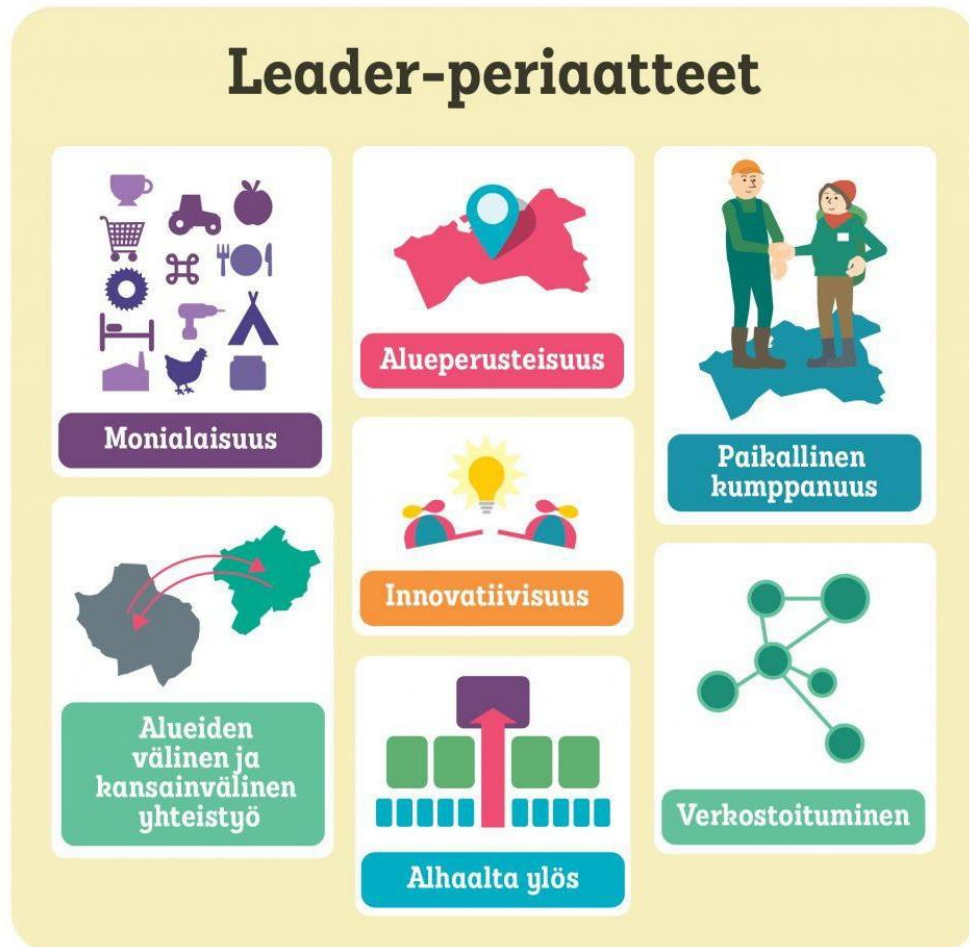 Leader-periaatteet
Monialaisuus
Alueperusteisuus
Paikallinen
kumppanuus
Innovatiivisuus
Alueiden
välinen ja
kansainvälinen
yhteistyö
Alhaalta ylös
Verkostoituminen